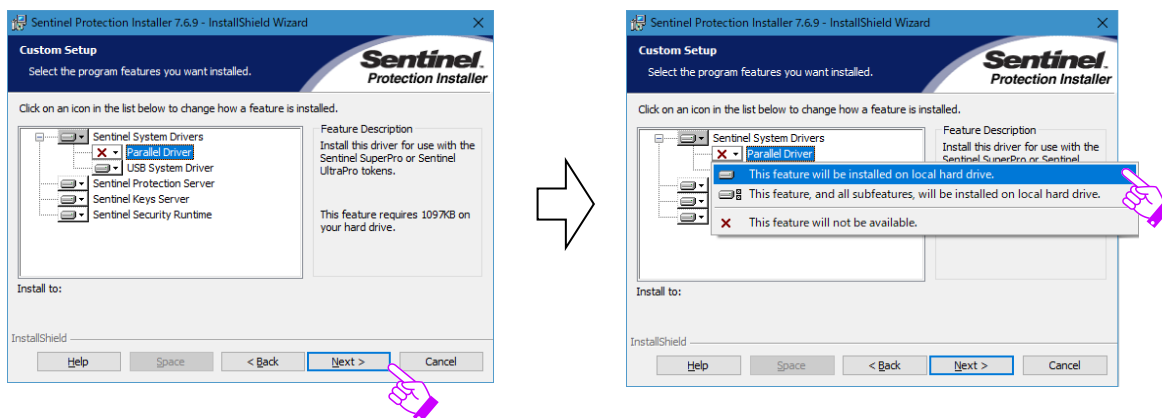 Sentinel Protection Installer 7.6.9 - InstallShield Wizard
Custom Setup
Select the program features you want installed.
Sentinel.
Protection Installer
Click on an icon in the list below to change how a feature is installed.
Sentinel System Drivers
Parallel Driver
USB System Driver
Sentinel Protection Server
Sentinel Keys Server
Sentinel Security Runtime
Feature Description
Install this driver for use with the
Sentinel SuperPro or Sentinel
UltraPro tokens.
This feature requires 1097KB on
your hard drive.
Install to:
InstallShield
Help
Space
< Back
Next >
Cancel
Sentinel Protection Installer 7.6.9 - InstallShield Wizard
Custom Setup
Select the program features you want installed.
Sentinel.
Protection Installer
Click on an icon in the list below to change how a feature is installed.
Sentinel System Drivers
Parallel Driver
Feature Description
Install this driver for use with the
Sentinel SuperPro or Sentinel
This feature will be installed on local hard drive.
This feature, and all subfeatures, will be installed on local hard drive.
This feature will not be available.
Install to:
InstallShield
Help
Space
< Back
Next >
Cancel